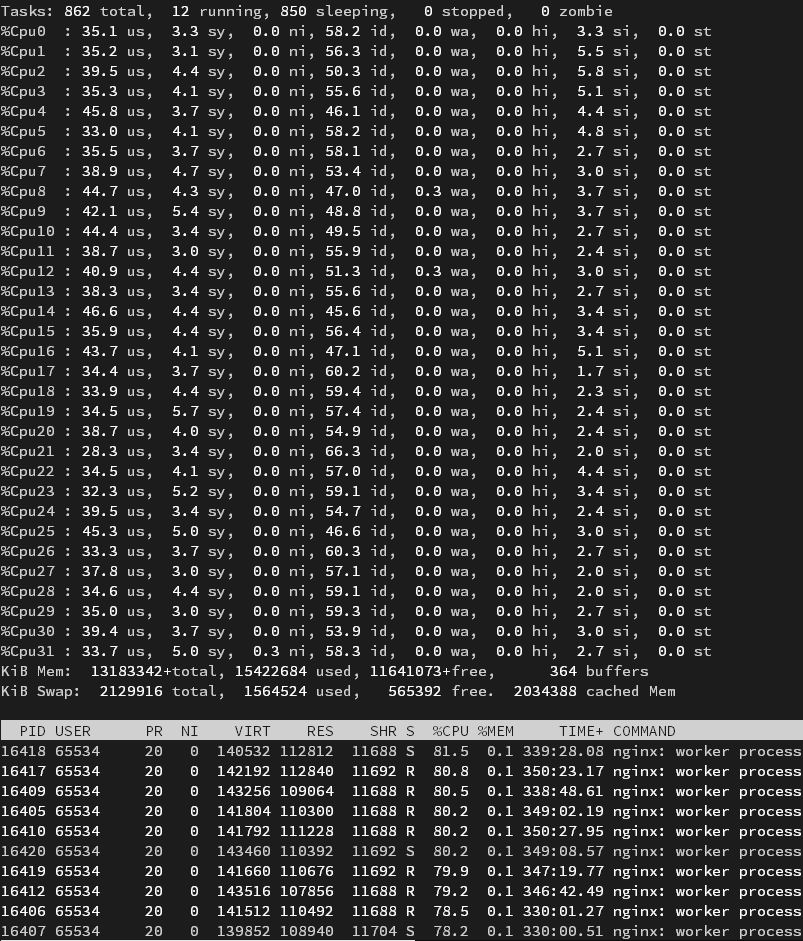 Tasks: 862 total,  12 running, 850 sleeping,   0 stopped,   0 zombie
%Cpu0  : 35.1 us,  3.3 sy,  0.0 ni, 58.2 id,  0.0 wa,  0.0 hi,  3.3 si,  0.0 st
%Cpu1  : 35.2 us,  3.1 sy,  0.0 ni, 56.3 id,  0.0 wa,  0.0 hi,  5.5 si,  0.0 st
%Cpu2  : 39.5 us,  4.4 sy,  0.0 ni, 50.3 id,  0.0 wa,  0.0 hi,  5.8 si,  0.0 st
%Cpu3  : 35.3 us,  4.1 sy,  0.0 ni, 55.6 id,  0.0 wa,  0.0 hi,  5.1 si,  0.0 st
%Cpu4  : 45.8 us,  3.7 sy,  0.0 ni, 46.1 id,  0.0 wa,  0.0 hi,  4.4 si,  0.0 st
%Cpu5  : 33.0 us,  4.1 sy,  0.0 ni, 58.2 id,  0.0 wa,  0.0 hi,  4.8 si,  0.0 st
%Cpu6  : 35.5 us,  3.7 sy,  0.0 ni, 58.1 id,  0.0 wa,  0.0 hi,  2.7 si,  0.0 st
%Cpu7  : 38.9 us,  4.7 sy,  0.0 ni, 53.4 id,  0.0 wa,  0.0 hi,  3.0 si,  0.0 st
%Cpu8  : 44.7 us,  4.3 sy,  0.0 ni, 47.0 id,  0.3 wa,  0.0 hi,  3.7 si,  0.0 st
%Cpu9  : 42.1 us,  5.4 sy,  0.0 ni, 48.8 id,  0.0 wa,  0.0 hi,  3.7 si,  0.0 st
%Cpu10 : 44.4 us,  3.4 sy,  0.0 ni, 49.5 id,  0.0 wa,  0.0 hi,  2.7 si,  0.0 st
%Cpu11 : 38.7 us,  3.0 sy,  0.0 ni, 55.9 id,  0.0 wa,  0.0 hi,  2.4 si,  0.0 st
%Cpu12 : 40.9 us,  4.4 sy,  0.0 ni, 51.3 id,  0.3 wa,  0.0 hi,  3.0 si,  0.0 st
%Cpu13 : 38.3 us,  3.4 sy,  0.0 ni, 55.6 id,  0.0 wa,  0.0 hi,  2.7 si,  0.0 st
%Cpu14 : 46.6 us,  4.4 sy,  0.0 ni, 45.6 id,  0.0 wa,  0.0 hi,  3.4 si,  0.0 st
%Cpu15 : 35.9 us,  4.4 sy,  0.0 ni, 56.4 id,  0.0 wa,  0.0 hi,  3.4 si,  0.0 st
%Cpu16 : 43.7 us,  4.1 sy,  0.0 ni, 47.1 id,  0.0 wa,  0.0 hi,  5.1 si,  0.0 st
%Cpu17 : 34.4 us,  3.7 sy,  0.0 ni, 60.2 id,  0.0 wa,  0.0 hi,  1.7 si,  0.0 st
%Cpu18 : 33.9 us,  4.4 sy,  0.0 ni, 59.4 id,  0.0 wa,  0.0 hi,  2.3 si,  0.0 st
%Cpu19 : 34.5 us,  5.7 sy,  0.0 ni, 57.4 id,  0.0 wa,  0.0 hi,  2.4 si,  0.0 st
%Cpu20 : 38.7 us,  4.0 sy,  0.0 ni, 54.9 id,  0.0 wa,  0.0 hi,  2.4 si,  0.0 st
%Cpu21 : 28.3 us,  3.4 sy,  0.0 ni, 66.3 id,  0.0 wa,  0.0 hi,  2.0 si,  0.0 st
%Cpu22 : 34.5 us,  4.1 sy,  0.0 ni, 57.0 id,  0.0 wa,  0.0 hi,  4.4 si,  0.0 st
%Cpu23 : 32.3 us,  5.2 sy,  0.0 ni, 59.1 id,  0.0 wa,  0.0 hi,  3.4 si,  0.0 st
%Cpu24 : 39.5 us,  3.4 sy,  0.0 ni, 54.7 id,  0.0 wa,  0.0 hi,  2.4 si,  0.0 st
%Cpu25 : 45.3 us,  5.0 sy,  0.0 ni, 46.6 id,  0.0 wa,  0.0 hi,  3.0 si,  0.0 st
%Cpu26 : 33.3 us,  3.7 sy,  0.0 ni, 60.3 id,  0.0 wa,  0.0 hi,  2.7 si,  0.0 st
%Cpu27 : 37.8 us,  3.0 sy,  0.0 ni, 57.1 id,  0.0 wa,  0.0 hi,  2.0 si,  0.0 st
%Cpu28 : 34.6 us,  4.4 sy,  0.0 ni, 59.1 id,  0.0 wa,  0.0 hi,  2.0 si,  0.0 st
%Cpu29 : 35.0 us,  3.0 sy,  0.0 ni, 59.3 id,  0.0 wa,  0.0 hi,  2.7 si,  0.0 st
%Cpu30 : 39.4 us,  3.7 sy,  0.0 ni, 53.9 id,  0.0 wa,  0.0 hi,  3.0 si,  0.0 st
%Cpu31 : 33.7 us,  5.0 sy,  0.3 ni, 58.3 id,  0.0 wa,  0.0 hi,  2.7 si,  0.0 st
KiB Mem:  13183342+total, 15422684 used, 11641073+free,      364 buffers
KiB Swap:  2129916 total,  1564524 used,   565392 free.  2034388 cached Mem
PID USER      PR  NI    VIRT    RES    SHR S  %CPU %MEM     TIME+ COMMAND
16418 65534     20   0  140532 112812  11688 S  81.5  0.1 339:28.08 nginx: worker process
16417 65534     20   0  142192 112840  11692 R  80.8  0.1 350:23.17 nginx: worker process
16409 65534     20   0  143256 109064  11688 R  80.5  0.1 338:48.61 nginx: worker process
16405 65534     20   0  141804 110300  11688 R  80.2  0.1 349:02.19 nginx: worker process
16410 65534     20   0  141792 111228  11688 R  80.2  0.1 350:27.95 nginx: worker process
16420 65534     20   0  143460 110392  11692 S  80.2  0.1 349:08.57 nginx: worker process
16419 65534     20   0  141660 110676  11692 R  79.9  0.1 347:19.77 nginx: worker process
16412 65534     20   0  143516 107856  11688 R  79.2  0.1 346:42.49 nginx: worker process
16406 65534     20   0  141512 110492  11688 R  78.5  0.1 330:01.27 nginx: worker process
16407 65534     20   0  139852 108940  11704 S  78.2  0.1 330:00.51 nginx: worker process